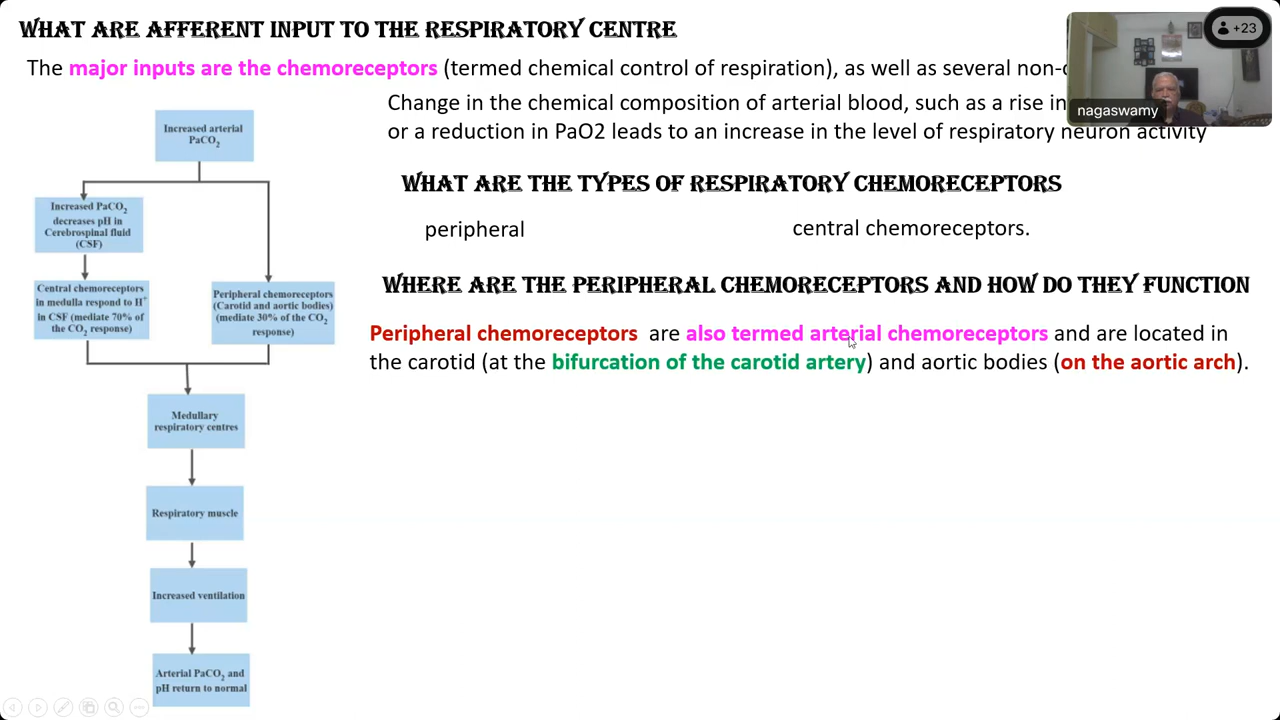 WHAT ARE AFFERENT INPUT TO THE RESPIRATORY CENTRE
The major inputs are the chemoreceptors (termed chemical control of respiration), as well as several non-
+23
nagaswamy
Change in the chemical composition of arterial blood, such as a rise in
or a reduction in PaO2 leads to an increase in the level of respiratory neuron activity
WHAT ARE THE TYPES OF RESPIRATORY CHEMORECEPTORS
peripheral
central chemoreceptors.
WHERE ARE THE PERIPHERAL CHEMORECEPTORS AND HOW DO THEY FUNCTION
Peripheral chemoreceptors are also termed arterial chemoreceptors and are located in
the carotid (at the bifurcation of the carotid artery) and aortic bodies (on the aortic arch).
Increased arterial
PaCO2
Increased PaCO2
decreases pH in
Cerebrospinal fluid
(CSF)
Central chemoreceptors
in medulla respond to H+
in CSF (mediate 70% of
the CO2 response)
Peripheral chemoreceptors
(Carotid and aortic bodies)
(mediate 30% of the CO2
response)
Medullary
respiratory centres
Respiratory muscle
Increased ventilation
Arterial PaCO2 and
pH return to normal